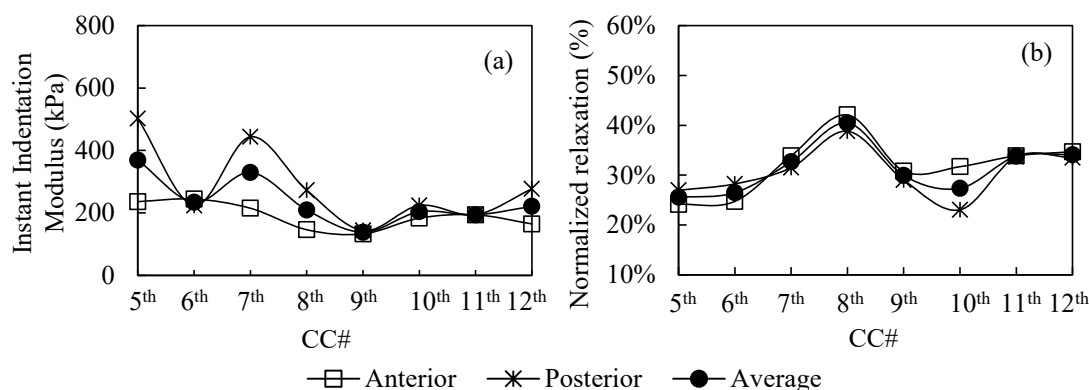 Instant Indentation
Modulus (kPa)
800
600
400
200
0
(a)
5th 6th 7th 8th 9th 10th 11th 12th
CC#
Normalized relaxation (%)
60%
50%
40%
30%
20%
10%
(b)
5th 6th 7th 8th 9th 10th 11th 12th
CC#
Anterior Posterior Average